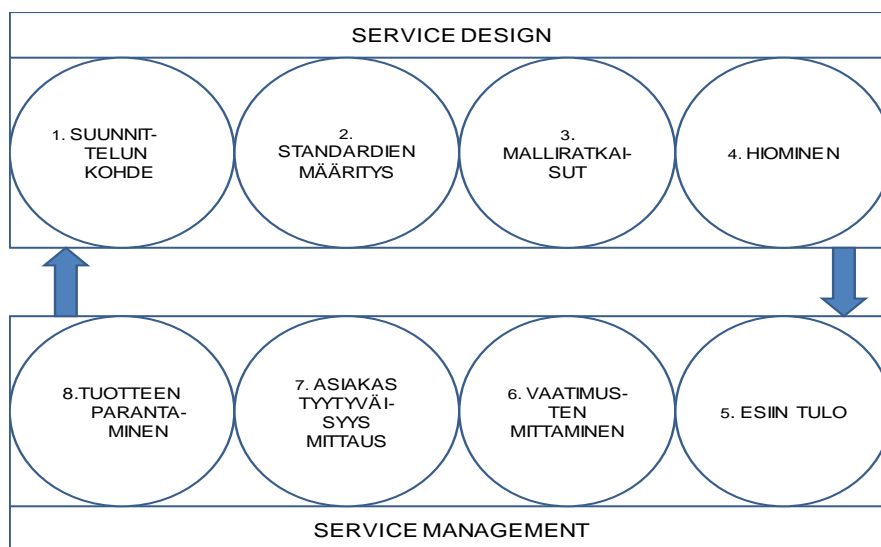 SERVICE DESIGN
1. SUUNNIT-
TELUN
KOHDE
2.
STANDARDIEN
MÄÄRITYS
3.
MALLIRATKAI-
SUT
4. HIOMINEN
8.TUOTTEEN
PARANTA-
MINEN
7. ASIAKAS
TYYTYVÄI-
SYYS
MITTAUS
6. VAATIMUS-
TEN
MITTAMINEN
5. ESIIN TULO
SERVICE MANAGEMENT